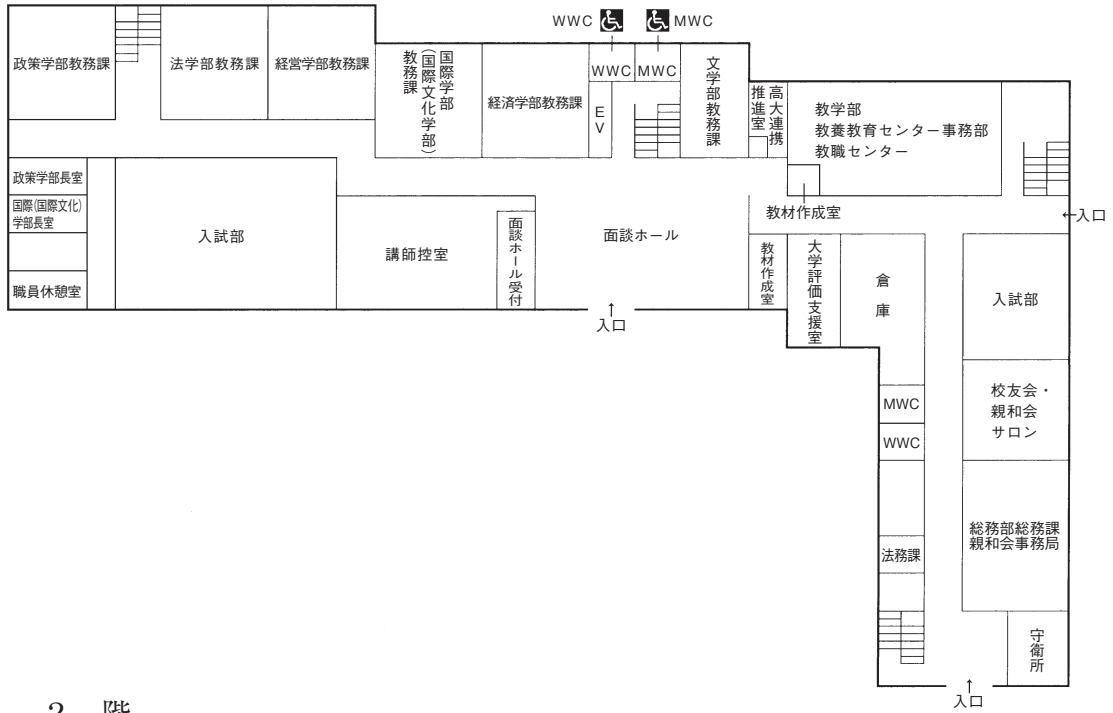 WWC MWC
政策学部教務課
法学部教務課
経営学部教務課
国際学部
(国際文化学部)
教務課
経済学部教務課
WWC
MWC
EV
文学部教務課
高大連携
推進室
教学部
教養教育センター事務部
教職センター
教材作成室
←入口
政策学部長室
国際(国際文化)
学部長室
職員休憩室
入試部
講師控室
面談ホール受付
面談ホール
↑
入口
教材作成室
大学評価支援室
倉庫
入試部
MWC
WWC
校友会・
親和会
サロン
法務課
総務部総務課
親和会事務局
守衛所
↑
入口